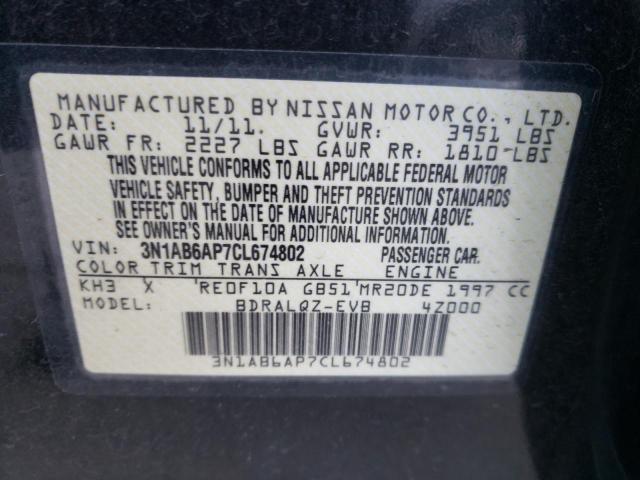 MANUFACTURED BY NISSAN MOTOR CO., LTD.
DATE: 11/11. GVWR: 3951 LBS
GAWR FR: 2227 LBS GAWR RR: 1810 LBS
THIS VEHICLE CONFORMS TO ALL APPLICABLE FEDERAL MOTOR
VEHICLE SAFETY, BUMPER AND THEFT PREVENTION STANDARDS
IN EFFECT ON THE DATE OF MANUFACTURE SHOWN ABOVE.
SEE OWNER'S MANUAL FOR ADDITIONAL INFORMATION.
VIN: 3N1AB6AP7CL674802 PASSENGER CAR.
COLOR TRIM TRANS AXLE ENGINE
KH3 X RE0F10A GB51 MR20DE 1997 CC
MODEL: BDRALQZ-EVB 4Z000
3N1AB6AP7CL674802